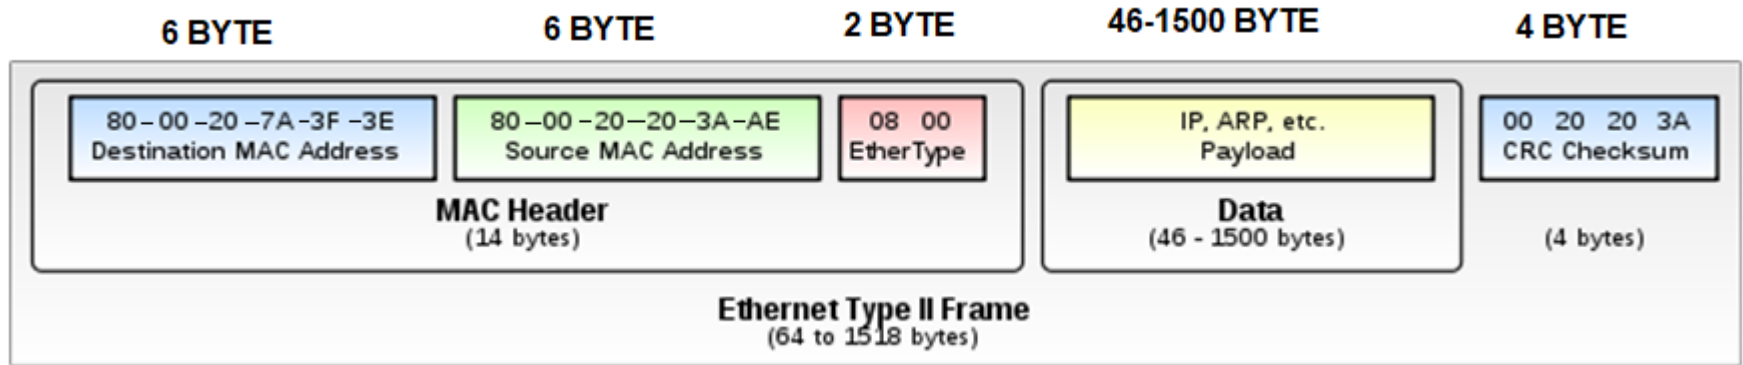 6 BYTE 6 BYTE 2 BYTE 46-1500 BYTE 4 BYTE
80–00–20–7A–3F–3E 80–00–20–20–3A–AE 08 00 IP, ARP, etc. 00 20 20 3A
Destination MAC Address Source MAC Address EtherType Payload CRC Checksum
MAC Header Data
(14 bytes) (46 - 1500 bytes) (4 bytes)
Ethernet Type II Frame
(64 to 1518 bytes)